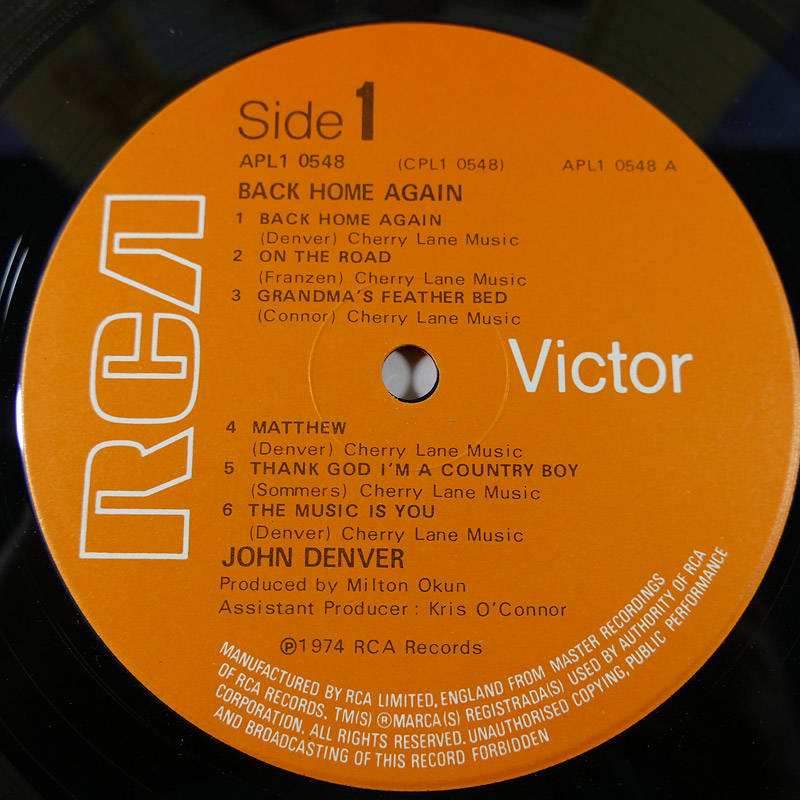 Side 1
APL1 0548 (CPL1 0548) APL1 0548 A
BACK HOME AGAIN
1 BACK HOME AGAIN
(Denver) Cherry Lane Music
2 ON THE ROAD
(Franzen) Cherry Lane Music
3 GRANDMA'S FEATHER BED
(Connor) Cherry Lane Music
RCA
Victor
4 MATTHEW
(Denver) Cherry Lane Music
5 THANK GOD I'M A COUNTRY BOY
(Sommers) Cherry Lane Music
6 THE MUSIC IS YOU
(Denver) Cherry Lane Music
JOHN DENVER
Produced by Milton Okun
Assistant Producer : Kris O'Connor
℗1974 RCA Records
MANUFACTURED BY RCA LIMITED, ENGLAND FROM MASTER RECORDINGS
OF RCA RECORDS. TM(S) ®MARCA(S) REGISTRADA(S) USED BY AUTHORITY OF RCA
CORPORATION. ALL RIGHTS RESERVED. UNAUTHORISED COPYING, PUBLIC PERFORMANCE
AND BROADCASTING OF THIS RECORD FORBIDDEN